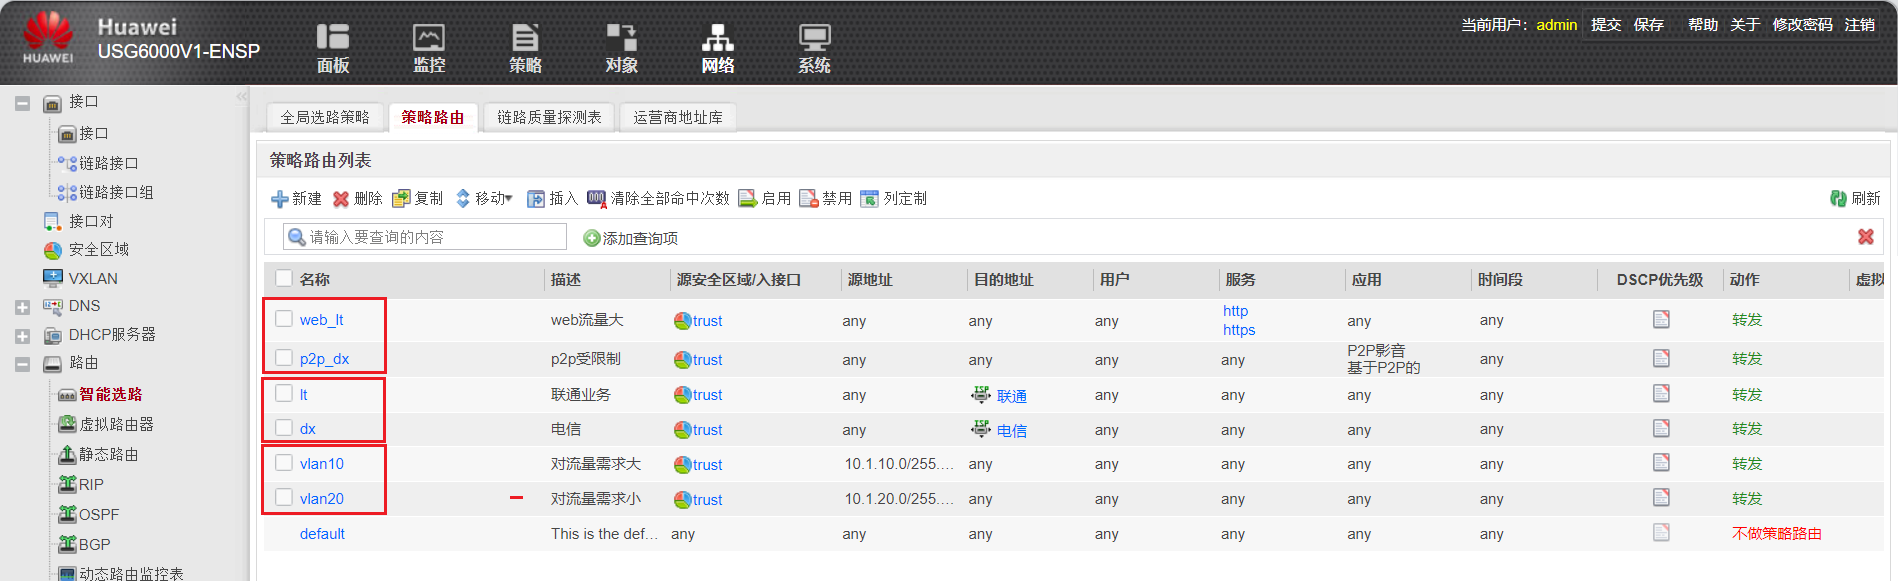 HUAWEI
Huawei
USG6000V1-ENSP
面板
监控
策略
对象
网络
系统
当前用户： admin 提交 保存 帮助 关于 修改密码 注销
接口
接口
链路接口
链路接口组
接口对
安全区域
VXLAN
DNS
DHCP服务器
路由
智能选路
虚拟路由器
静态路由
RIP
OSPF
BGP
动态路由监控表
全局选路策略 策略路由 链路质量探测表 运营商地址库
策略路由列表
新建 删除 复制 移动 插入 清除全部命中次数 启用 禁用 列定制 刷新
请输入要查询的内容 添加查询项
名称 描述 源安全区域/入接口 源地址 目的地址 用户 服务 应用 时间段 DSCP优先级 动作 虚拟
web_lt web流量大 trust any any any http https any any 转发
p2p_dx p2p受限制 trust any any any any P2P影音 基于P2P的 any 转发
lt 联通业务 trust any 联通 any any any any 转发
dx 电信 trust any 电信 any any any any 转发
vlan10 对流量需求大 trust 10.1.10.0/255.... any any any any any 转发
vlan20 对流量需求小 trust 10.1.20.0/255.... any any any any any 转发
default This is the def... any any any any any any any 不做策略路由